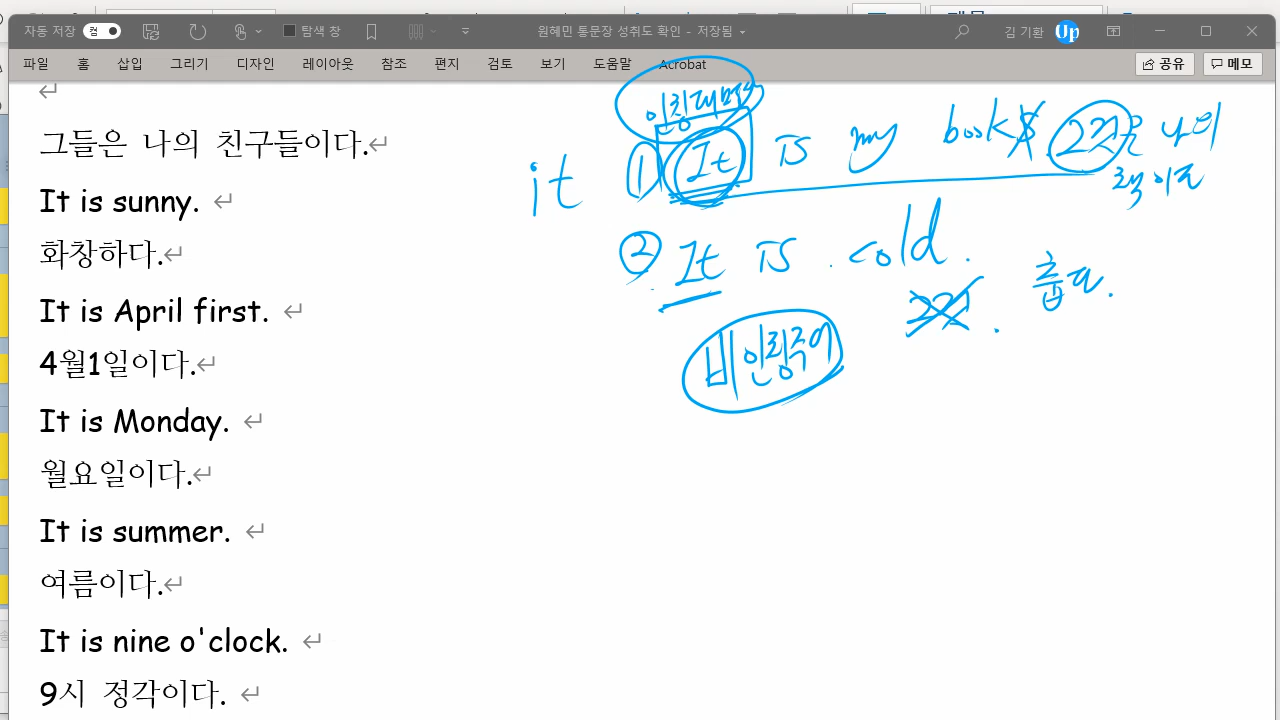 자동 저장 켬 탐색 창 원혜민 통문장 성취도 확인 - 저장됨 김 기환 Up
파일 홈 삽입 그리기 디자인 레이아웃 참조 편지 검토 보기 도움말 Acrobat 공유 메모
그들은 나의 친구들이다.
It is sunny.
화창하다.
It is April first.
4월1일이다.
It is Monday.
월요일이다.
It is summer.
여름이다.
It is nine o'clock.
9시 정각이다.
인칭대명사
it ① It is my book 그것은 나의
책이다
② It is cold.
춥다.
비인칭주어